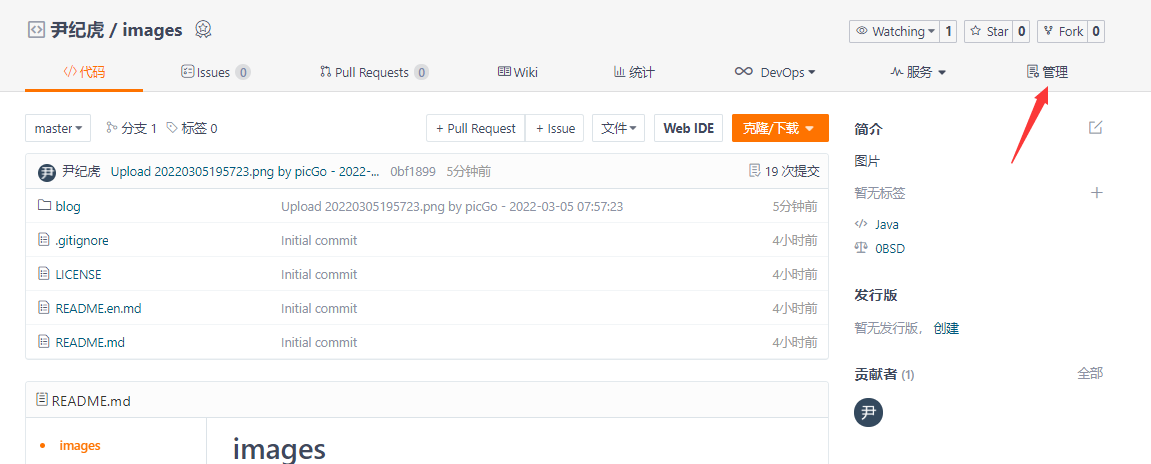 尹纪虎 / images
Watching 1 Star 0 Fork 0
代码 Issues 0 Pull Requests 0 Wiki 统计 DevOps 服务 管理
master 分支 1 标签 0 + Pull Request + Issue 文件 Web IDE 克隆/下载
尹 尹纪虎 Upload 20220305195723.png by picGo - 2022-... 0bf1899 5分钟前 19 次提交
blog Upload 20220305195723.png by picGo - 2022-03-05 07:57:23 5分钟前
.gitignore Initial commit 4小时前
LICENSE Initial commit 4小时前
README.en.md Initial commit 4小时前
README.md Initial commit 4小时前
README.md
images
images
简介
图片
暂无标签
Java
0BSD
发行版
暂无发行版，创建
贡献者 (1) 全部
尹